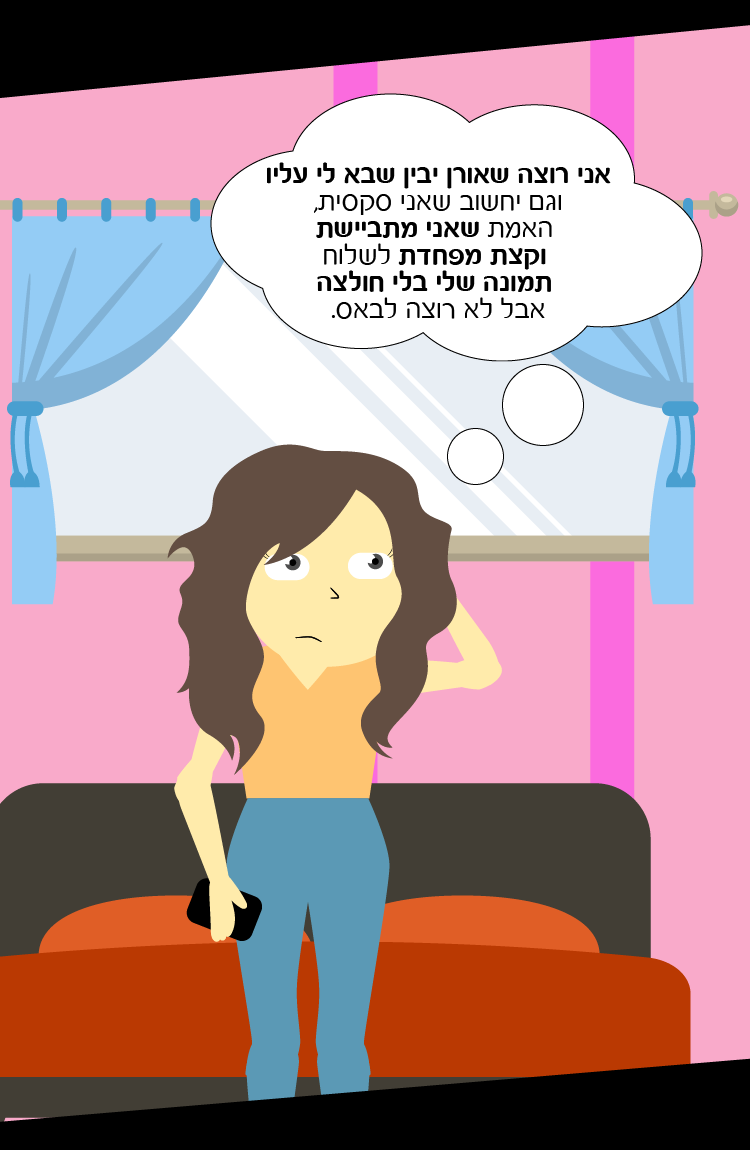 אני רוצה שאורן יבין שבא לי עליו
וגם יחשוב שאני סקסית,
האמת שאני מתביישת
וקצת מפחדת לשלוח
תמונה שלי בלי חולצה
אבל לא רוצה לבאס.